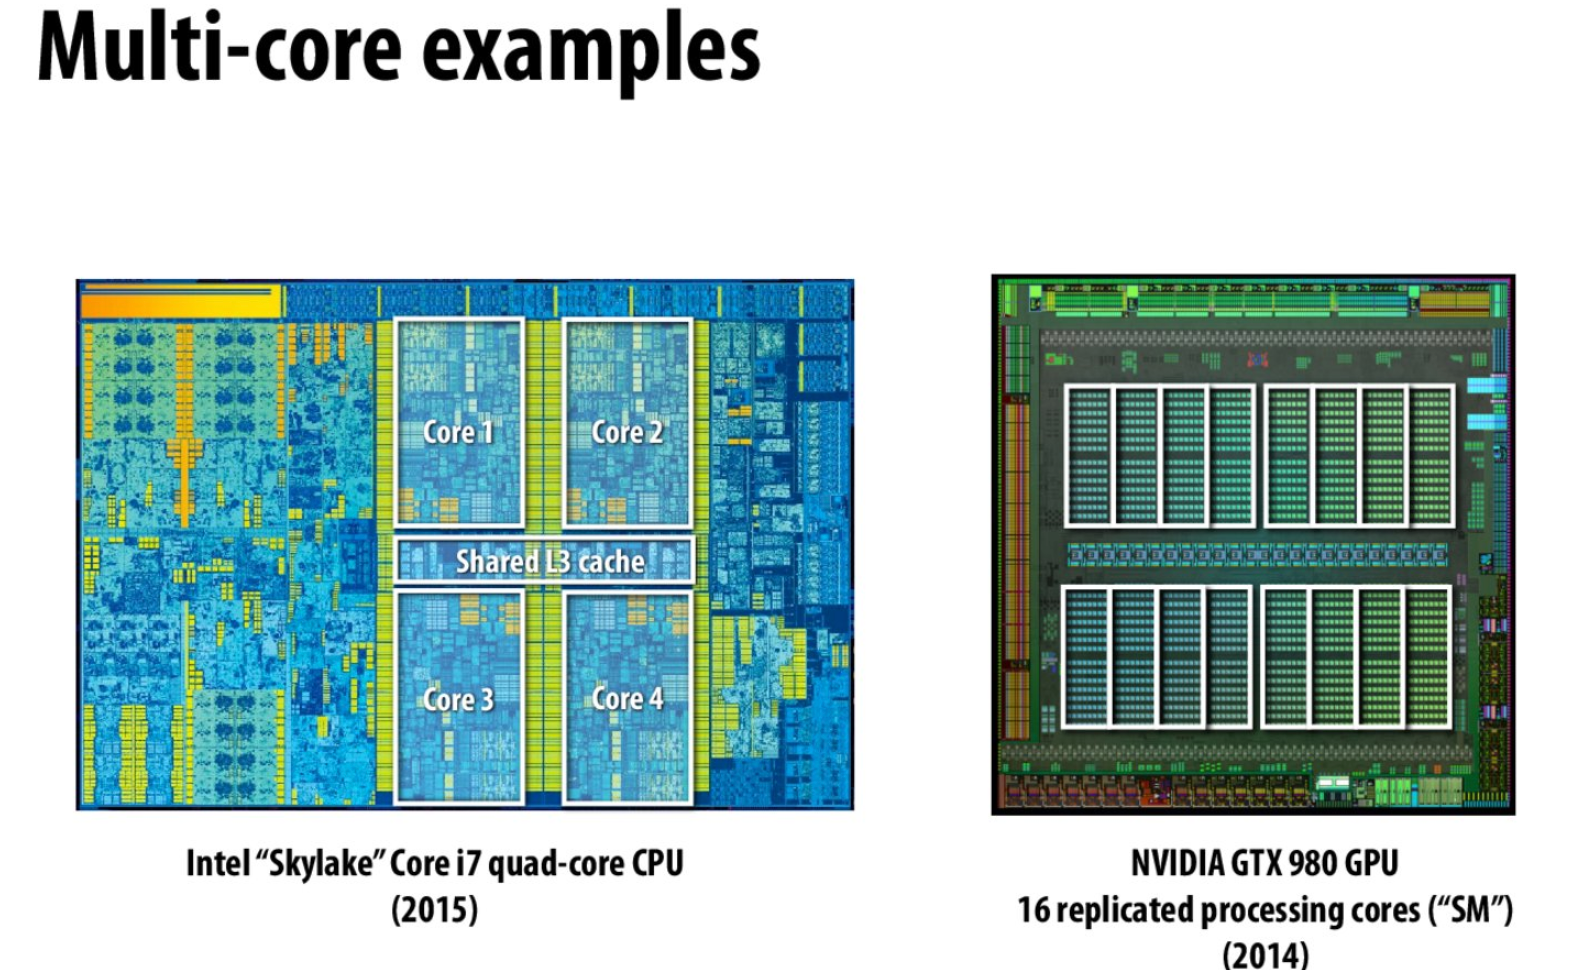 Multi-core examples
Core 1
Core 2
Shared L3 cache
Core 3
Core 4
Intel “Skylake” Core i7 quad-core CPU
(2015)
NVIDIA GTX 980 GPU
16 replicated processing cores (“SM”)
(2014)